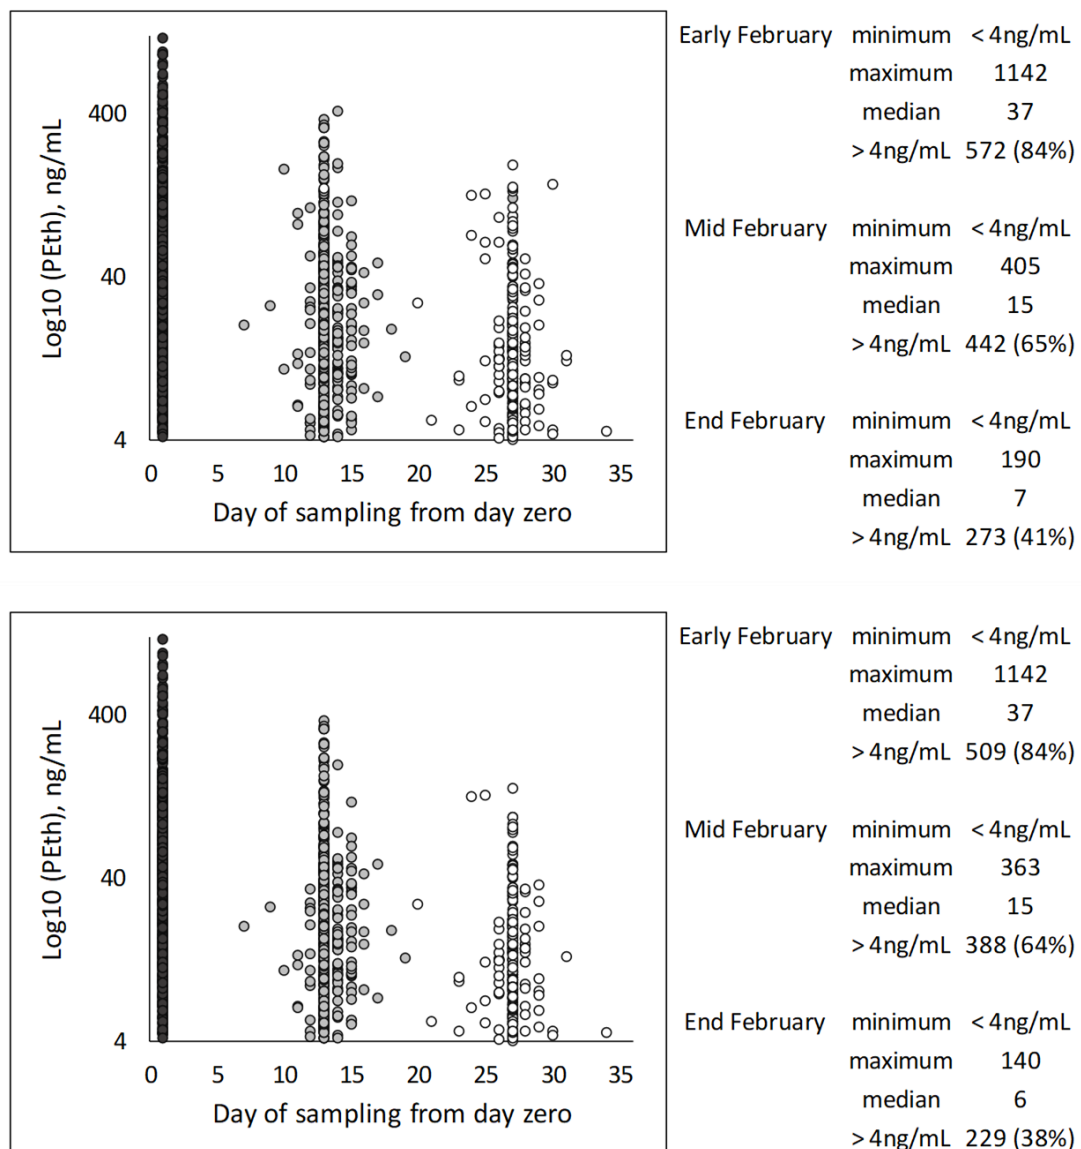 Log10 (PEth), ng/mL
400
40
4
0 5 10 15 20 25 30 35
Day of sampling from day zero
Early February minimum < 4ng/mL
maximum 1142
median 37
> 4ng/mL 572 (84%)
Mid February minimum < 4ng/mL
maximum 405
median 15
> 4ng/mL 442 (65%)
End February minimum < 4ng/mL
maximum 190
median 7
> 4ng/mL 273 (41%)
Log10 (PEth), ng/mL
400
40
4
0 5 10 15 20 25 30 35
Day of sampling from day zero
Early February minimum < 4ng/mL
maximum 1142
median 37
> 4ng/mL 509 (84%)
Mid February minimum < 4ng/mL
maximum 363
median 15
> 4ng/mL 388 (64%)
End February minimum < 4ng/mL
maximum 140
median 6
> 4ng/mL 229 (38%)